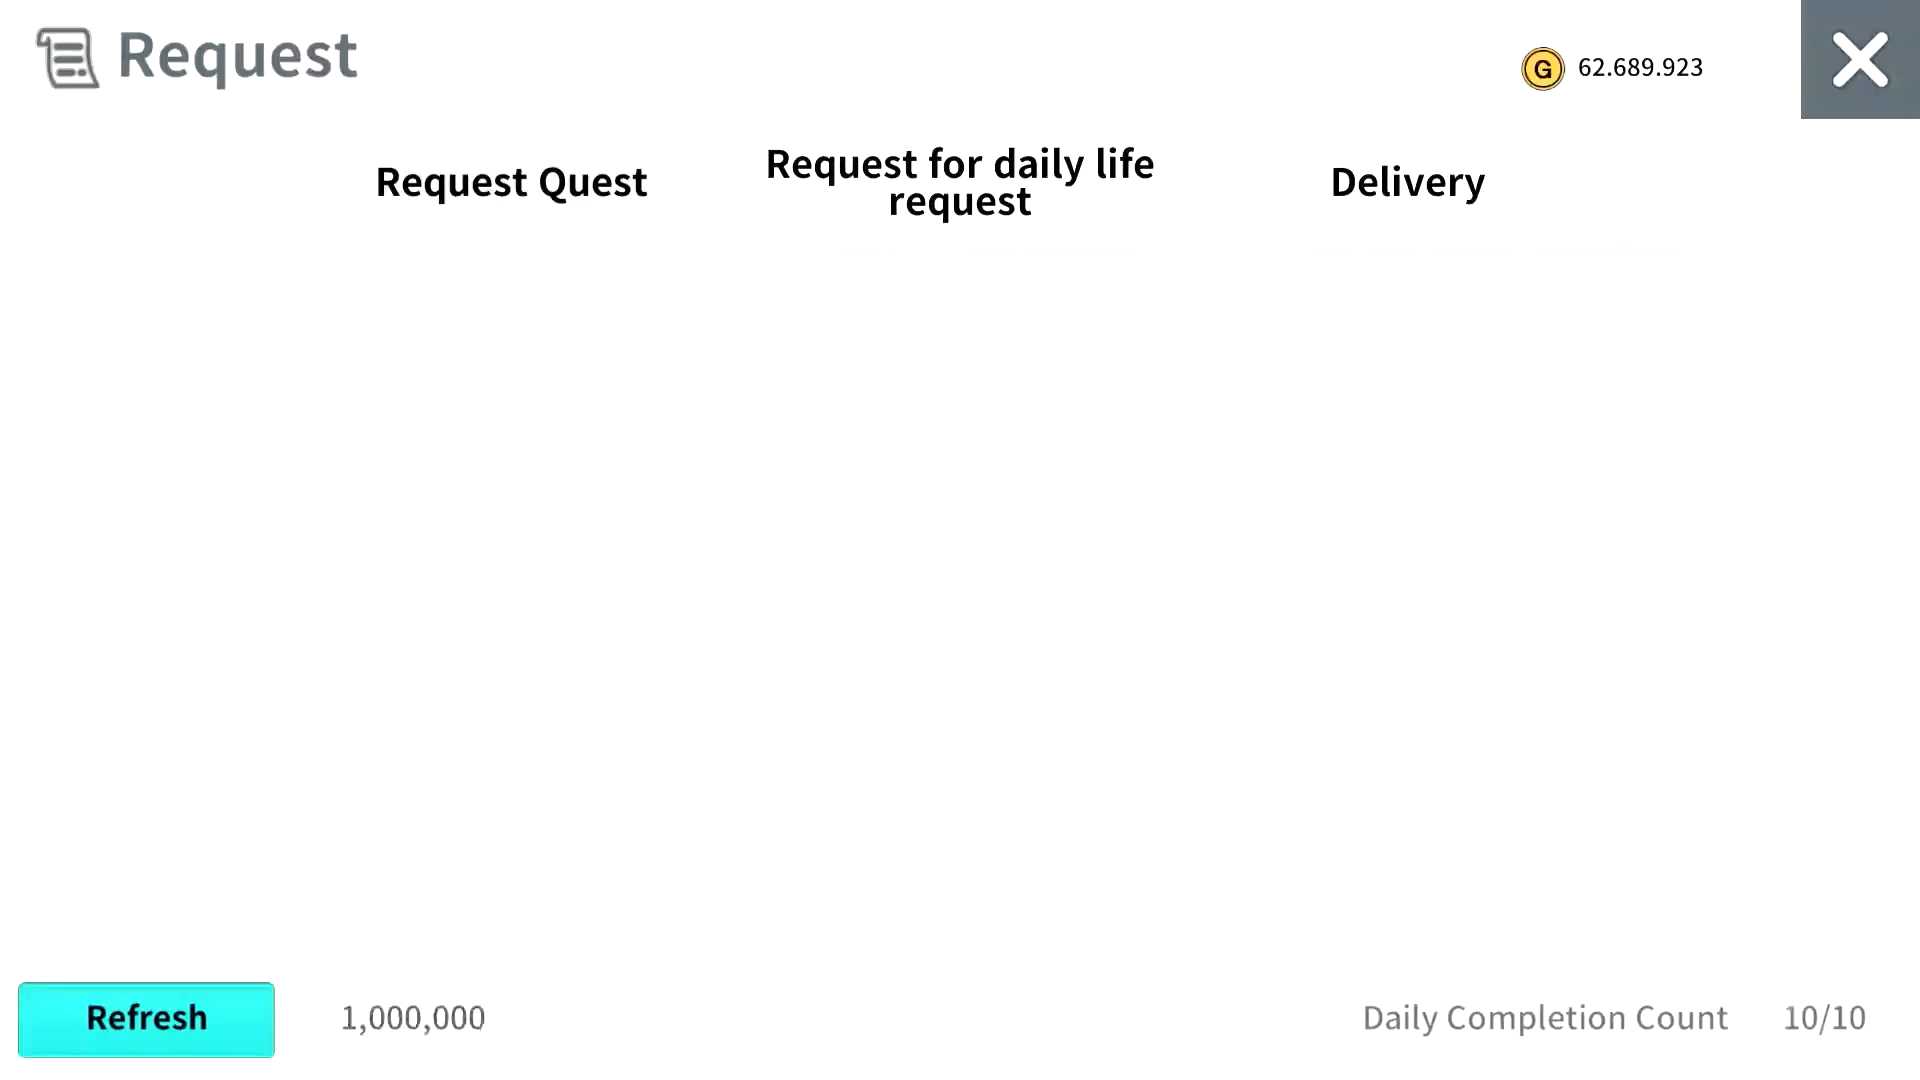 Request
G 62.689.923
Request Quest
Request for daily life
request
Delivery
Refresh
1,000,000
Daily Completion Count 10/10